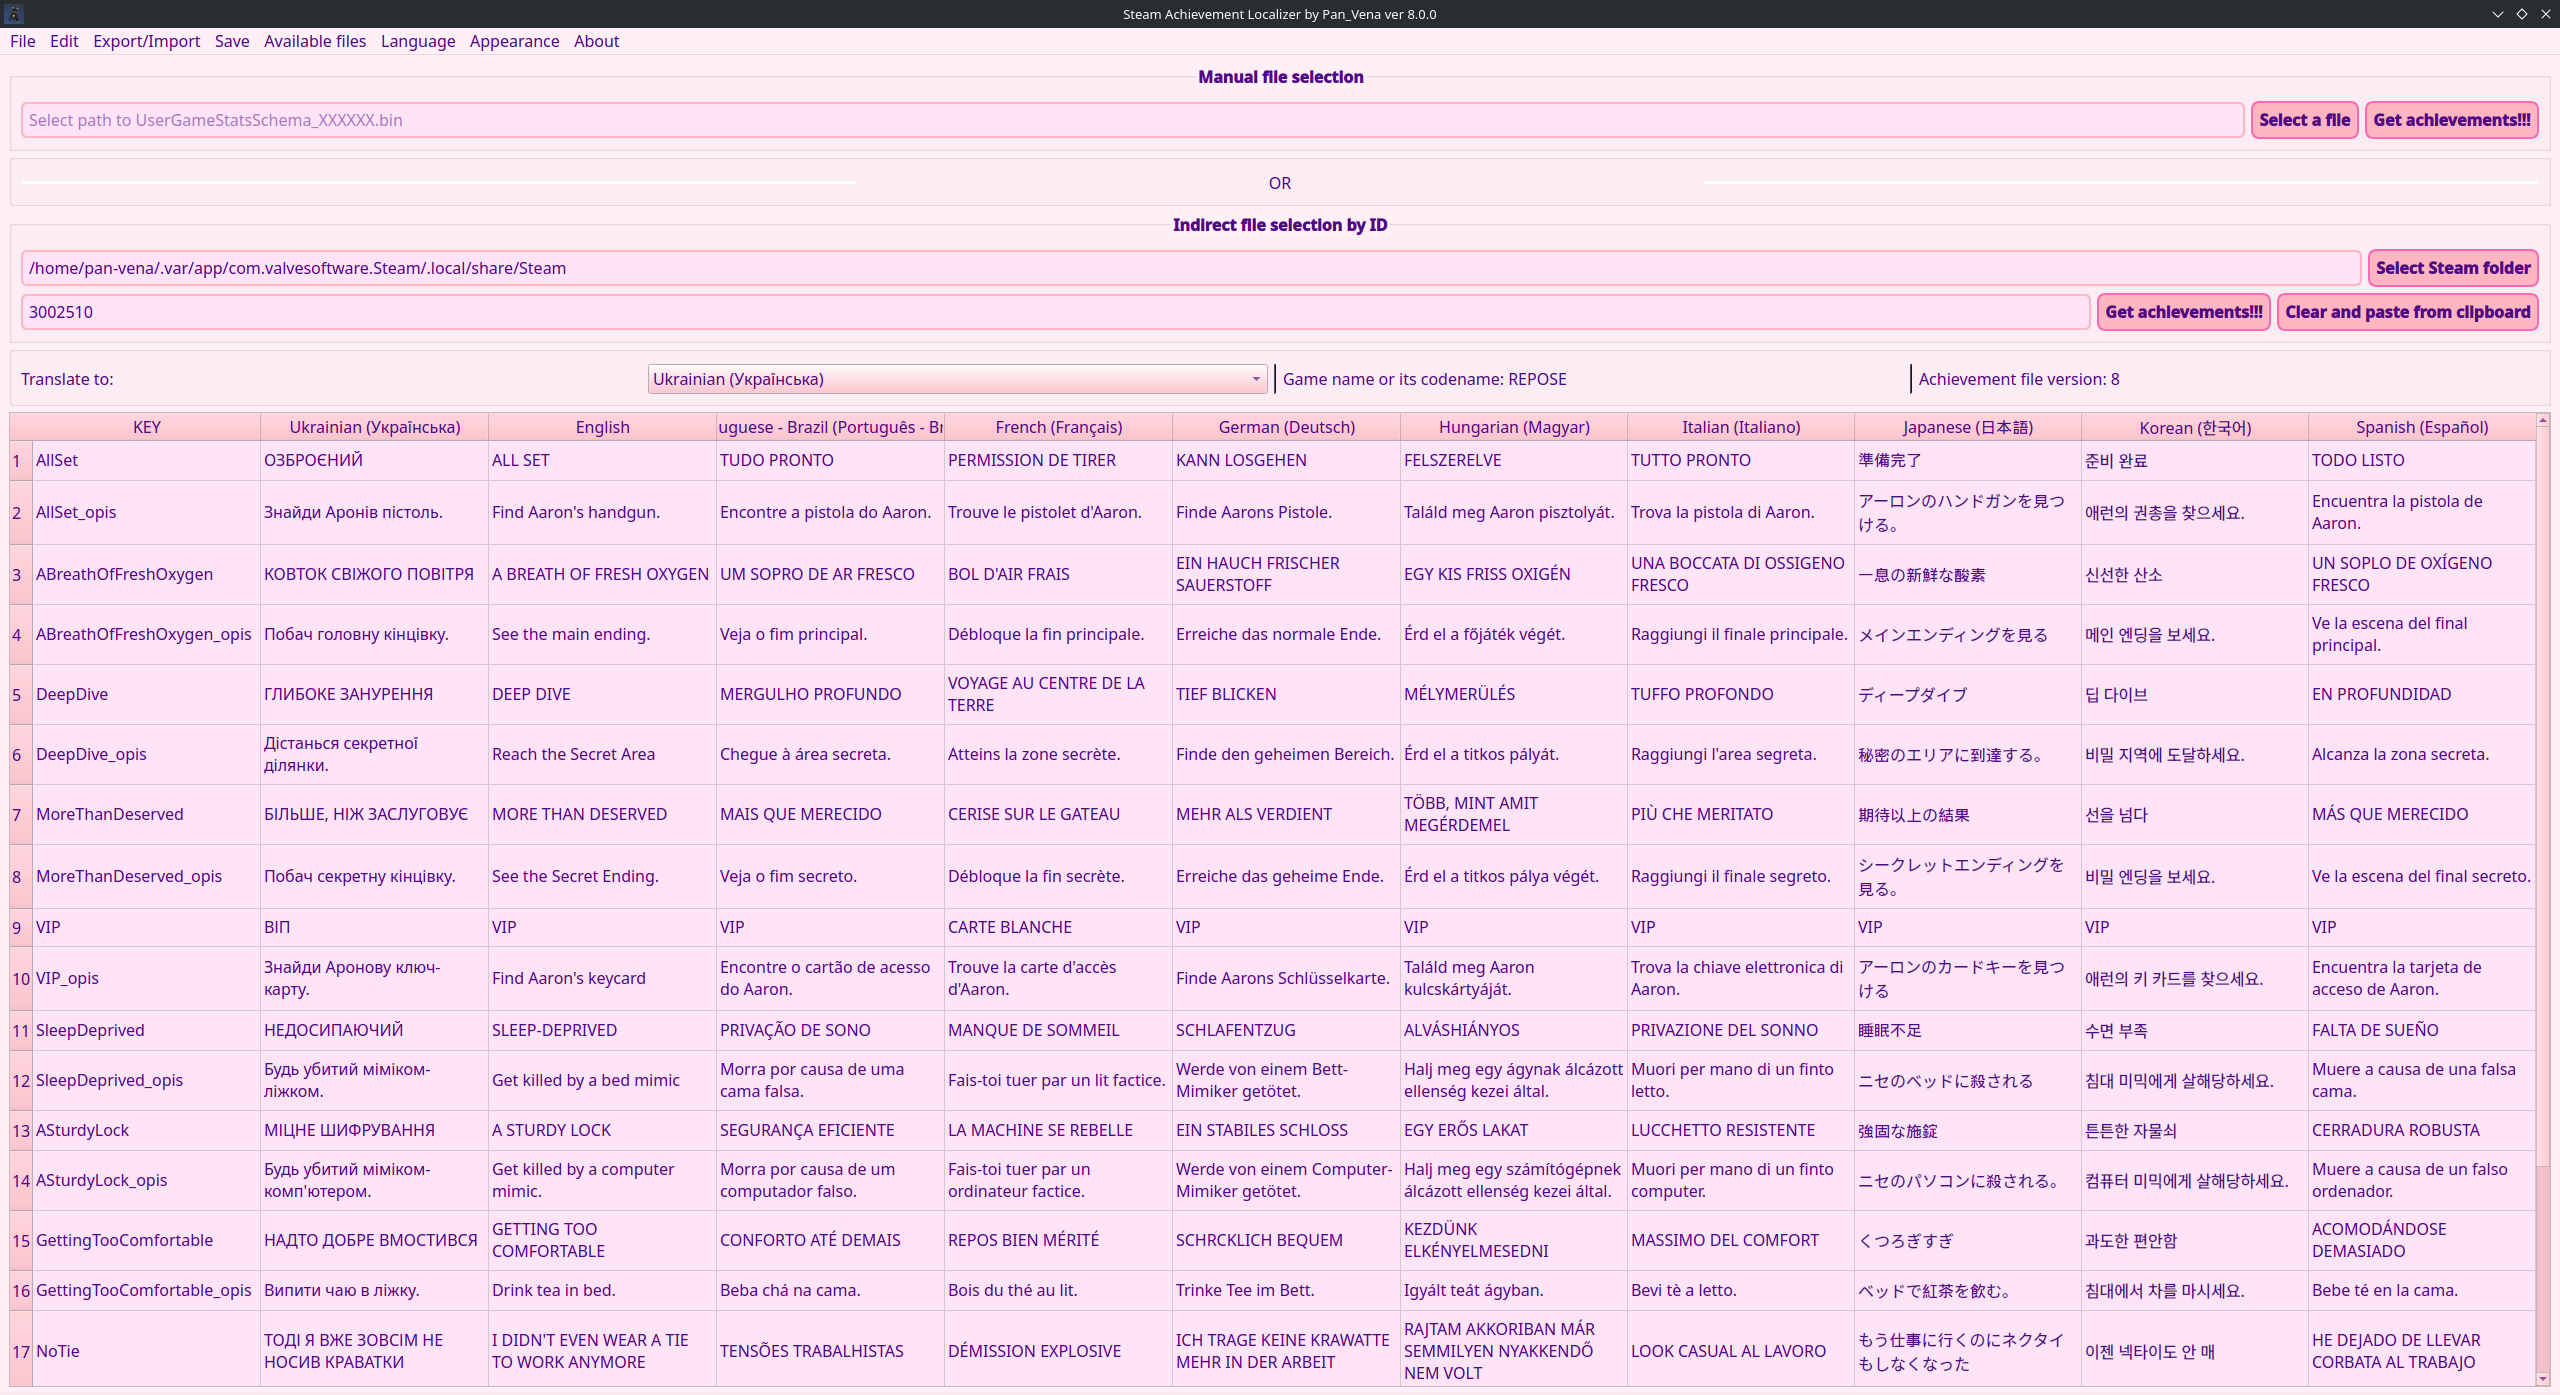 Steam Achievement Localizer by Pan_Vena ver 8.0.0
File Edit Export/Import Save Available files Language Appearance About
Manual file selection
Select path to UserGameStatsSchema_XXXXXX.bin Select a file Get achievements!!!
OR
Indirect file selection by ID
/home/pan-vena/.var/app/com.valvesoftware.Steam/.local/share/Steam Select Steam folder
3002510 Get achievements!!! Clear and paste from clipboard
Translate to: Ukrainian (Українська) Game name or its codename: REPOSE Achievement file version: 8
KEY Ukrainian (Українська) English uguese - Brazil (Português - Br French (Français) German (Deutsch) Hungarian (Magyar) Italian (Italiano) Japanese (日本語) Korean (한국어) Spanish (Español)
1 AllSet ОЗБРОЄНИЙ ALL SET TUDO PRONTO PERMISSION DE TIRER KANN LOSGEHEN FELSZERELVE TUTTO PRONTO 準備完了 준비 완료 TODO LISTO
2 AllSet_opis Знайди Аронів пістоль. Find Aaron's handgun. Encontre a pistola do Aaron. Trouve le pistolet d'Aaron. Finde Aarons Pistole. Találd meg Aaron pisztolyát. Trova la pistola di Aaron. アーロンのハンドガンを見つける。 애런의 권총을 찾으세요. Encuentra la pistola de Aaron.
3 ABreathOfFreshOxygen КОВТОК СВІЖОГО ПОВІТРЯ A BREATH OF FRESH OXYGEN UM SOPRO DE AR FRESCO BOL D'AIR FRAIS EIN HAUCH FRISCHER SAUERSTOFF EGY KIS FRISS OXIGÉN UNA BOCCATA DI OSSIGENO FRESCO 一息の新鮮な酸素 신선한 산소 UN SOPLO DE OXÍGENO FRESCO
4 ABreathOfFreshOxygen_opis Побач головну кінцівку. See the main ending. Veja o fim principal. Débloque la fin principale. Erreiche das normale Ende. Érd el a főjáték végét. Raggiungi il finale principale. メインエンディングを見る 메인 엔딩을 보세요. Ve la escena del final principal.
5 DeepDive ГЛИБОКЕ ЗАНУРЕННЯ DEEP DIVE MERGULHO PROFUNDO VOYAGE AU CENTRE DE LA TERRE TIEF BLICKEN MÉLYMERÜLÉS TUFFO PROFONDO ディープダイブ 딥 다이브 EN PROFUNDIDAD
6 DeepDive_opis Дістанься секретної ділянки. Reach the Secret Area Chegue à área secreta. Atteins la zone secrète. Finde den geheimen Bereich. Érd el a titkos pályát. Raggiungi l'area segreta. 秘密のエリアに到達する。 비밀 지역에 도달하세요. Alcanza la zona secreta.
7 MoreThanDeserved БІЛЬШЕ, НІЖ ЗАСЛУГОВУЄ MORE THAN DESERVED MAIS QUE MERECIDO CERISE SUR LE GATEAU MEHR ALS VERDIENT TÖBB, MINT AMIT MEGÉRDEMEL PIÙ CHE MERITATO 期待以上の結果 선을 넘다 MÁS QUE MERECIDO
8 MoreThanDeserved_opis Побач секретну кінцівку. See the Secret Ending. Veja o fim secreto. Débloque la fin secrète. Erreiche das geheime Ende. Érd el a titkos pálya végét. Raggiungi il finale segreto. シークレットエンディングを見る。 비밀 엔딩을 보세요. Ve la escena del final secreto.
9 VIP ВІП VIP VIP CARTE BLANCHE VIP VIP VIP VIP VIP VIP
10 VIP_opis Знайди Аронову ключ-карту. Find Aaron's keycard Encontre o cartão de acesso do Aaron. Trouve la carte d'accès d'Aaron. Finde Aarons Schlüsselkarte. Találd meg Aaron kulcskártyáját. Trova la chiave elettronica di Aaron. アーロンのカードキーを見つける 애런의 키 카드를 찾으세요. Encuentra la tarjeta de acceso de Aaron.
11 SleepDeprived НЕДОСИПАЮЧИЙ SLEEP-DEPRIVED PRIVAÇÃO DE SONO MANQUE DE SOMMEIL SCHLAFENTZUG ALVÁSHIÁNYOS PRIVAZIONE DEL SONNO 睡眠不足 수면 부족 FALTA DE SUEÑO
12 SleepDeprived_opis Будь убитий міміком-ліжком. Get killed by a bed mimic Morra por causa de uma cama falsa. Fais-toi tuer par un lit factice. Werde von einem Bett-Mimiker getötet. Halj meg egy ágynak álcázott ellenség kezei által. Muori per mano di un finto letto. ニセのベッドに殺される 침대 미믹에게 살해당하세요. Muere a causa de una falsa cama.
13 ASturdyLock МІЦНЕ ШИФРУВАННЯ A STURDY LOCK SEGURANÇA EFICIENTE LA MACHINE SE REBELLE EIN STABILES SCHLOSS EGY ERŐS LAKAT LUCCHETTO RESISTENTE 強固な施錠 튼튼한 자물쇠 CERRADURA ROBUSTA
14 ASturdyLock_opis Будь убитий міміком-комп'ютером. Get killed by a computer mimic. Morra por causa de um computador falso. Fais-toi tuer par un ordinateur factice. Werde von einem Computer-Mimiker getötet. Halj meg egy számítógépnek álcázott ellenség kezei által. Muori per mano di un finto computer. ニセのパソコンに殺される。 컴퓨터 미믹에게 살해당하세요. Muere a causa de un falso ordenador.
15 GettingTooComfortable НАДТО ДОБРЕ ВМОСТИВСЯ GETTING TOO COMFORTABLE CONFORTO ATÉ DEMAIS REPOS BIEN MÉRITÉ SCHRCKLICH BEQUEM KEZDÜNK ELKÉNYELMESEDNI MASSIMO DEL COMFORT くつろぎすぎ 과도한 편안함 ACOMODÁNDOSE DEMASIADO
16 GettingTooComfortable_opis Випити чаю в ліжку. Drink tea in bed. Beba chá na cama. Bois du thé au lit. Trinke Tee im Bett. Igyált teát ágyban. Bevi tè a letto. ベッドで紅茶を飲む。 침대에서 차를 마시세요. Bebe té en la cama.
17 NoTie ТОДІ Я ВЖЕ ЗОВСІМ НЕ НОСИВ КРАВАТКИ I DIDN'T EVEN WEAR A TIE TO WORK ANYMORE TENSÕES TRABALHISTAS DÉMISSION EXPLOSIVE ICH TRAGE KEINE KRAWATTE MEHR IN DER ARBEIT RAJTAM AKKORIBAN MÁR SEMMILYEN NYAKKENDŐ NEM VOLT LOOK CASUAL AL LAVORO もう仕事に行くのにネクタイもしなくなった 이젠 넥타이도 안 매 HE DEJADO DE LLEVAR CORBATA AL TRABAJO